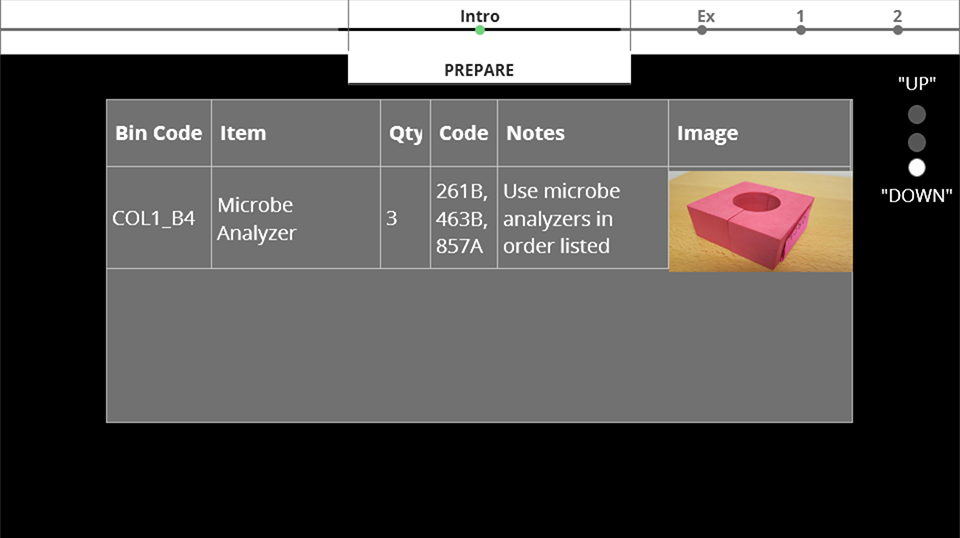 Intro Ex 1 2
PREPARE
"UP"
Bin Code Item Qty Code Notes Image
"DOWN"
COL1_B4
Microbe
Analyzer
3
261B,
463B,
857A
Use microbe
analyzers in
order listed